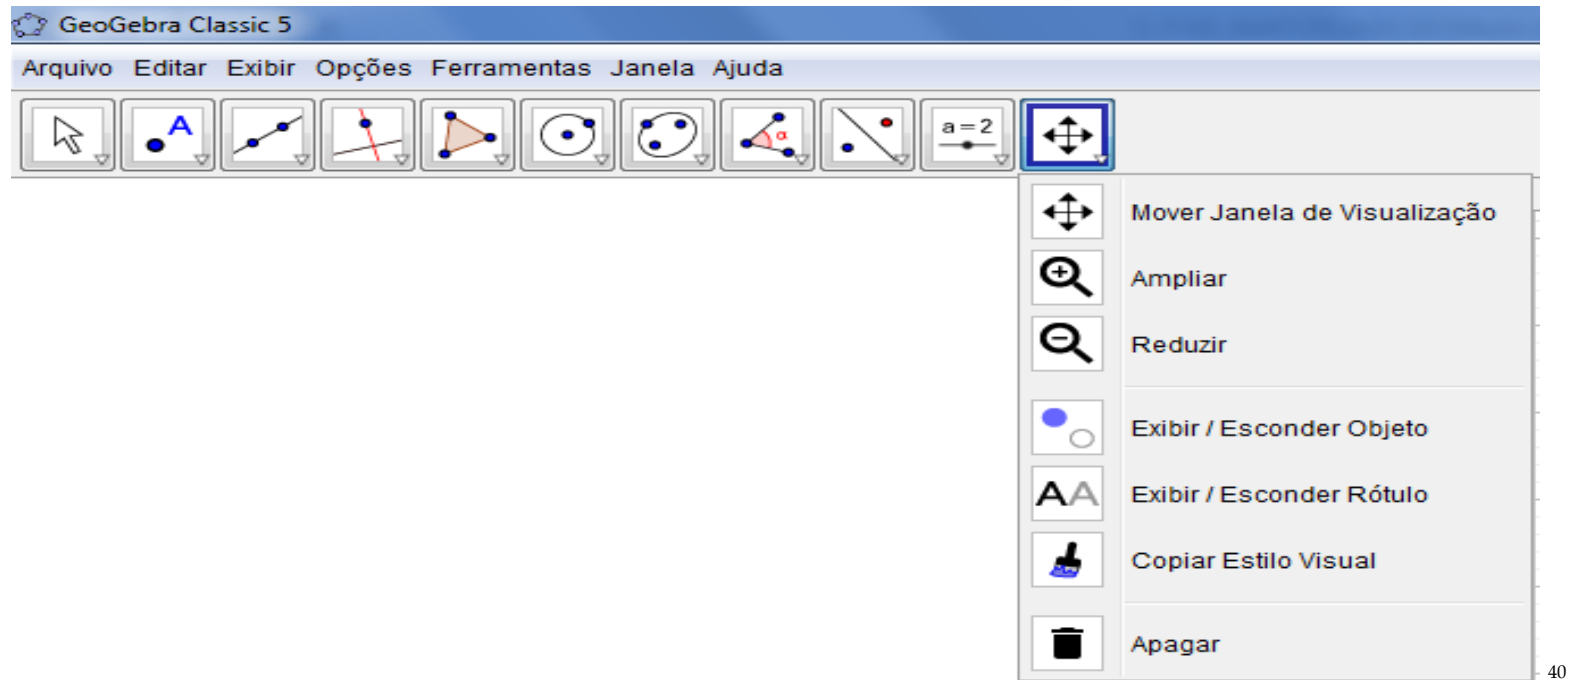 GeoGebra Classic 5
Arquivo Editar Exibir Opções Ferramentas Janela Ajuda
A
α
a=2
Mover Janela de Visualização
Ampliar
Reduzir
Exibir / Esconder Objeto
AA Exibir / Esconder Rótulo
Copiar Estilo Visual
Apagar
40